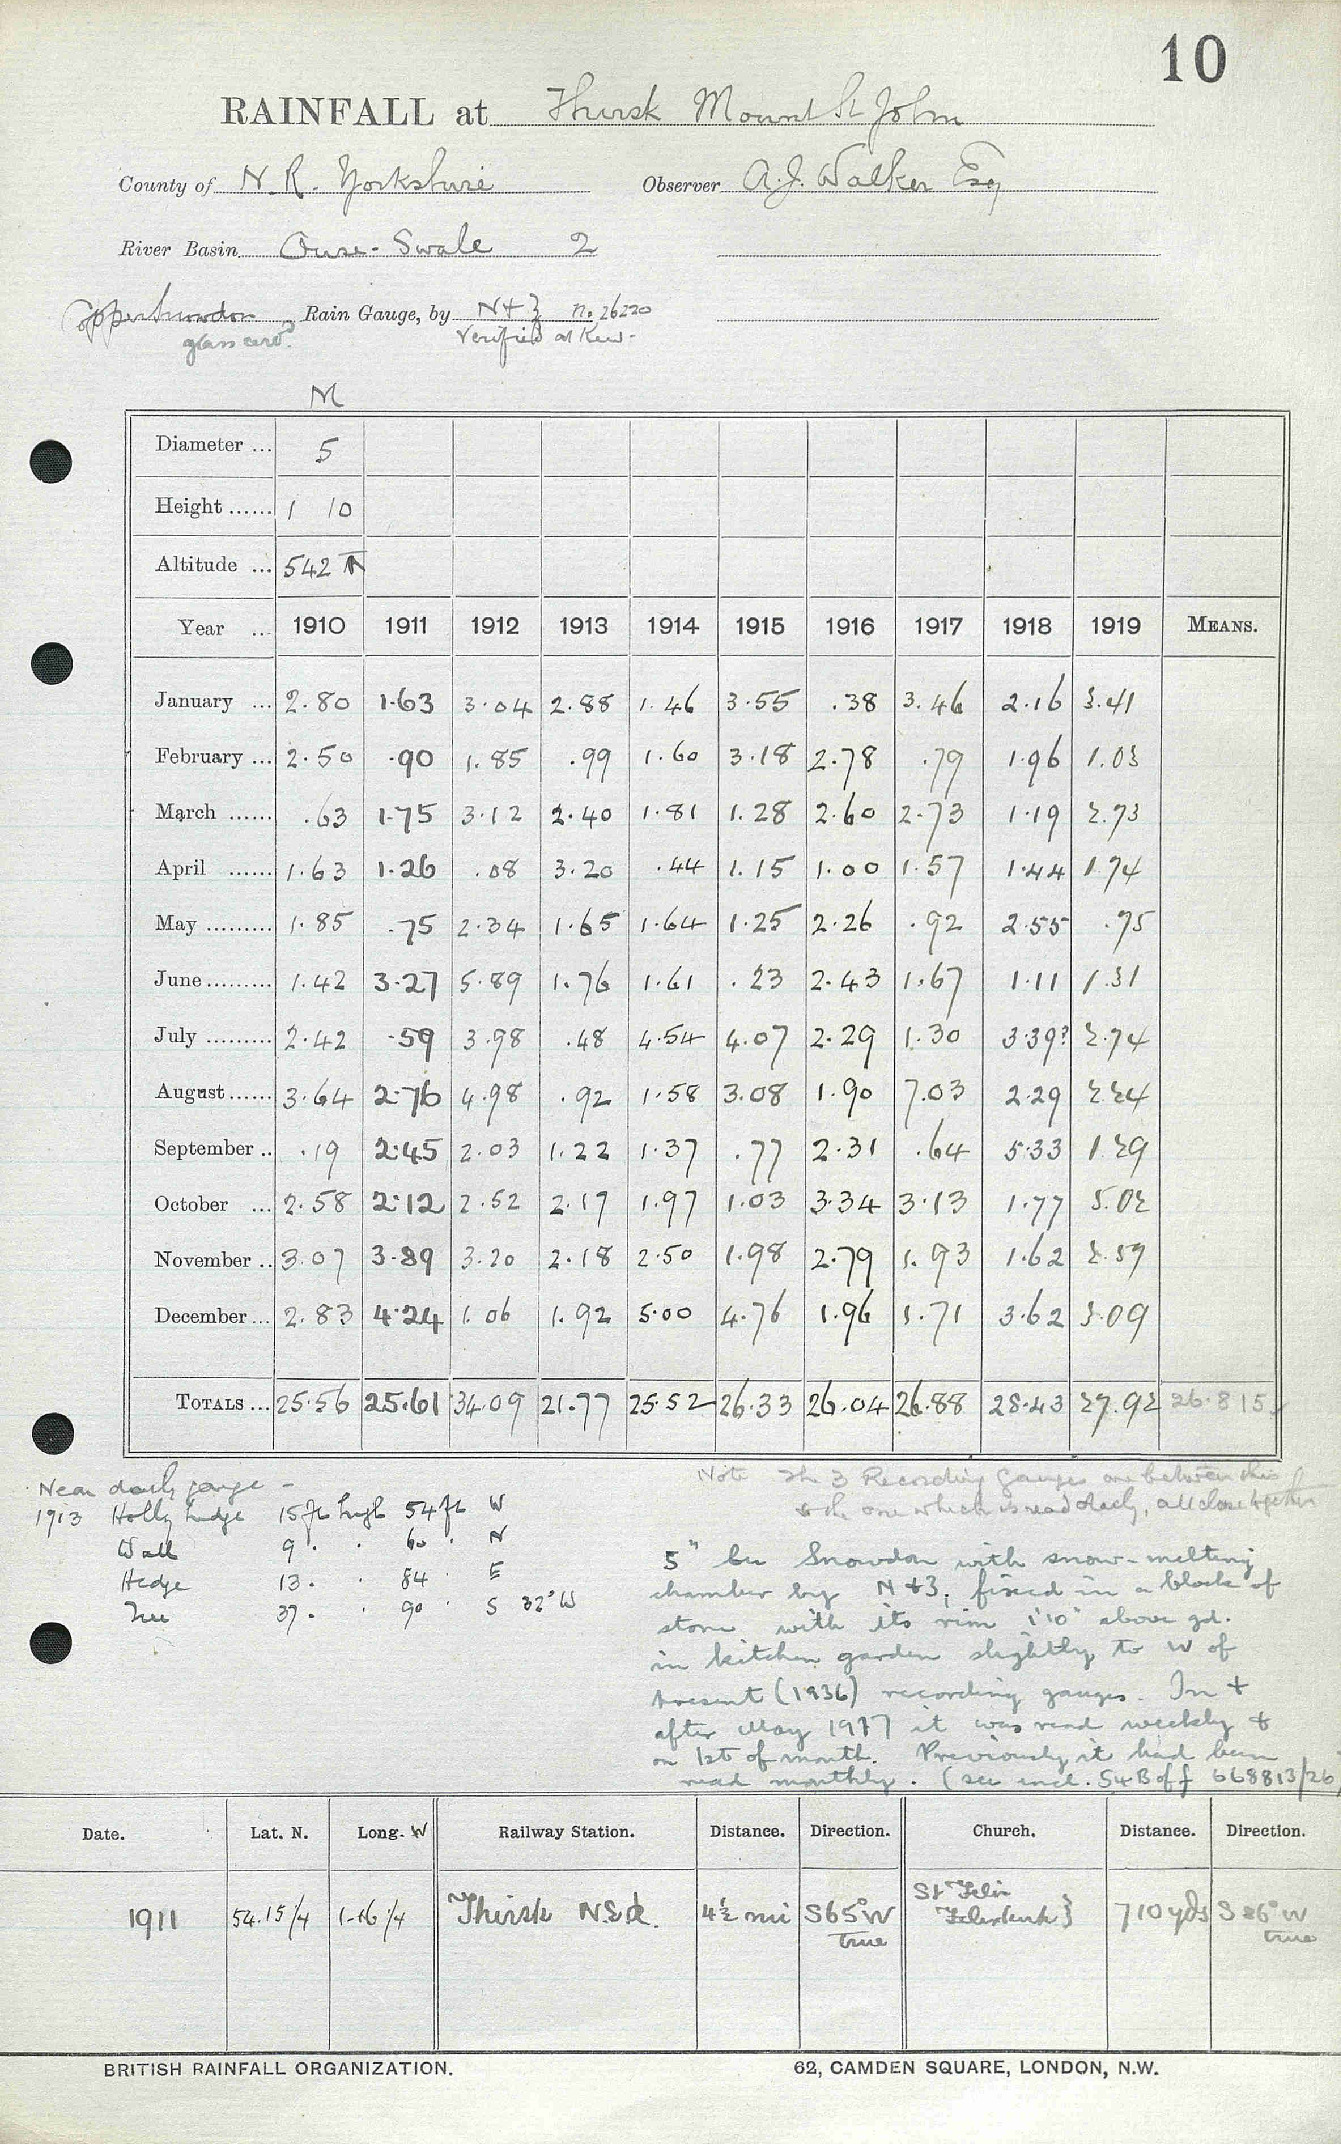 10
RAINFALL at Thirsk Mount St John
County of N. R. Yorkshire Observer A. J. Walker Esq
River Basin Ouse - Swale 2
Copper Snowdon Rain Gauge, by N + Z No. 26220
glass cyld. Verified at Kew.
M
Diameter ... 5
Height ...... 1 10
Altitude ... 542
Year ... 1910 1911 1912 1913 1914 1915 1916 1917 1918 1919 MEANS.
January ... 2.80 1.63 3.04 2.88 1.46 3.55 .38 3.46 2.16 3.41
February ... 2.50 .90 1.85 .99 1.60 3.18 2.78 .79 1.96 1.03
March ...... .63 1.75 3.12 2.40 1.81 1.28 2.60 2.73 1.19 2.73
April ...... 1.63 1.26 .08 3.20 .44 1.15 1.00 1.57 1.44 1.74
May ......... 1.85 .75 2.34 1.65 1.64 1.25 2.26 .92 2.55 .75
June ......... 1.42 3.27 5.89 1.76 1.61 .23 2.43 1.67 1.11 1.31
July ......... 2.42 .59 3.98 .48 4.54 4.07 2.29 1.30 3.39? 2.74
August ...... 3.64 2.76 4.98 .92 1.58 3.08 1.90 7.03 2.29 2.24
September .. .19 2.45 2.03 1.22 1.37 .77 2.31 .64 5.33 1.29
October ... 2.58 2.12 2.52 2.17 1.97 1.03 3.34 3.13 1.77 5.02
November .. 3.07 3.89 3.20 2.18 2.50 1.98 2.79 1.93 1.62 2.57
December ... 2.83 4.24 1.06 1.92 5.00 4.76 1.96 1.71 3.62 3.09
TOTALS ... 25.56 25.61 34.09 21.77 25.52 26.33 26.04 26.88 28.43 27.92 26.815
Near daily gauge -
1913 Holly hedge 15 ft high 54 ft W
Wall 9 . . 60 . N
Hedge 13 . . 84 . E
Tree 37 . . 90 . S 32° W
Note The 3 Recording Gauges are between this
& the one which is read daily, all close together
5" Snowdon with snow-melting
chamber by N + Z, fixed in a block of
stone with its rim 1'10" above gd.
in kitchen garden slightly to W of
present (1936) recording gauges. In +
after May 1917 it was read weekly &
on 1st of month. Previously it had been
read monthly. (see encl. S4B of f 668813/26
Date. Lat. N. Long. W Railway Station. Distance. Direction. Church. Distance. Direction.
1911 54.15 1/4 1.16 1/4 Thirsk N.E.R. 4½ mi S65°W true St Felix Felixkirk } 710 yds S 26° W true
BRITISH RAINFALL ORGANIZATION. 62, CAMDEN SQUARE, LONDON, N.W.